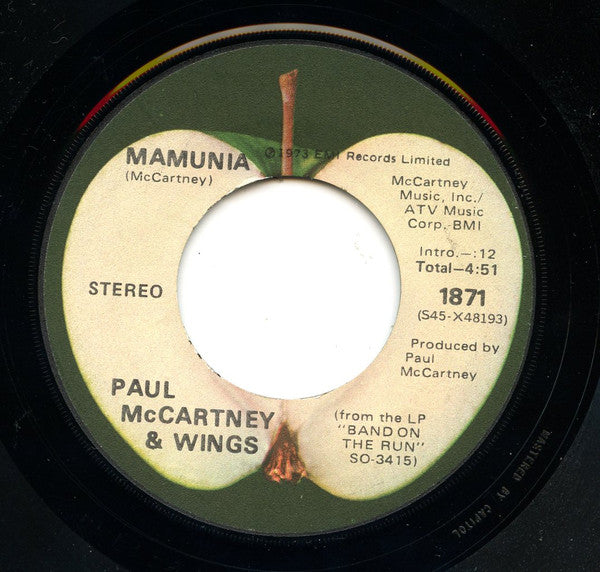 MAMUNIA
(McCartney)
℗1973 EMI Records Limited
McCartney
Music, Inc./
ATV Music
Corp.-BMI
Intro.—:12
Total—4:51
STEREO
1871
(S45-X48193)
Produced by
Paul
McCartney
PAUL
McCARTNEY
& WINGS
(from the LP
"BAND ON
THE RUN"
SO-3415)
MASTERED BY CAPITOL